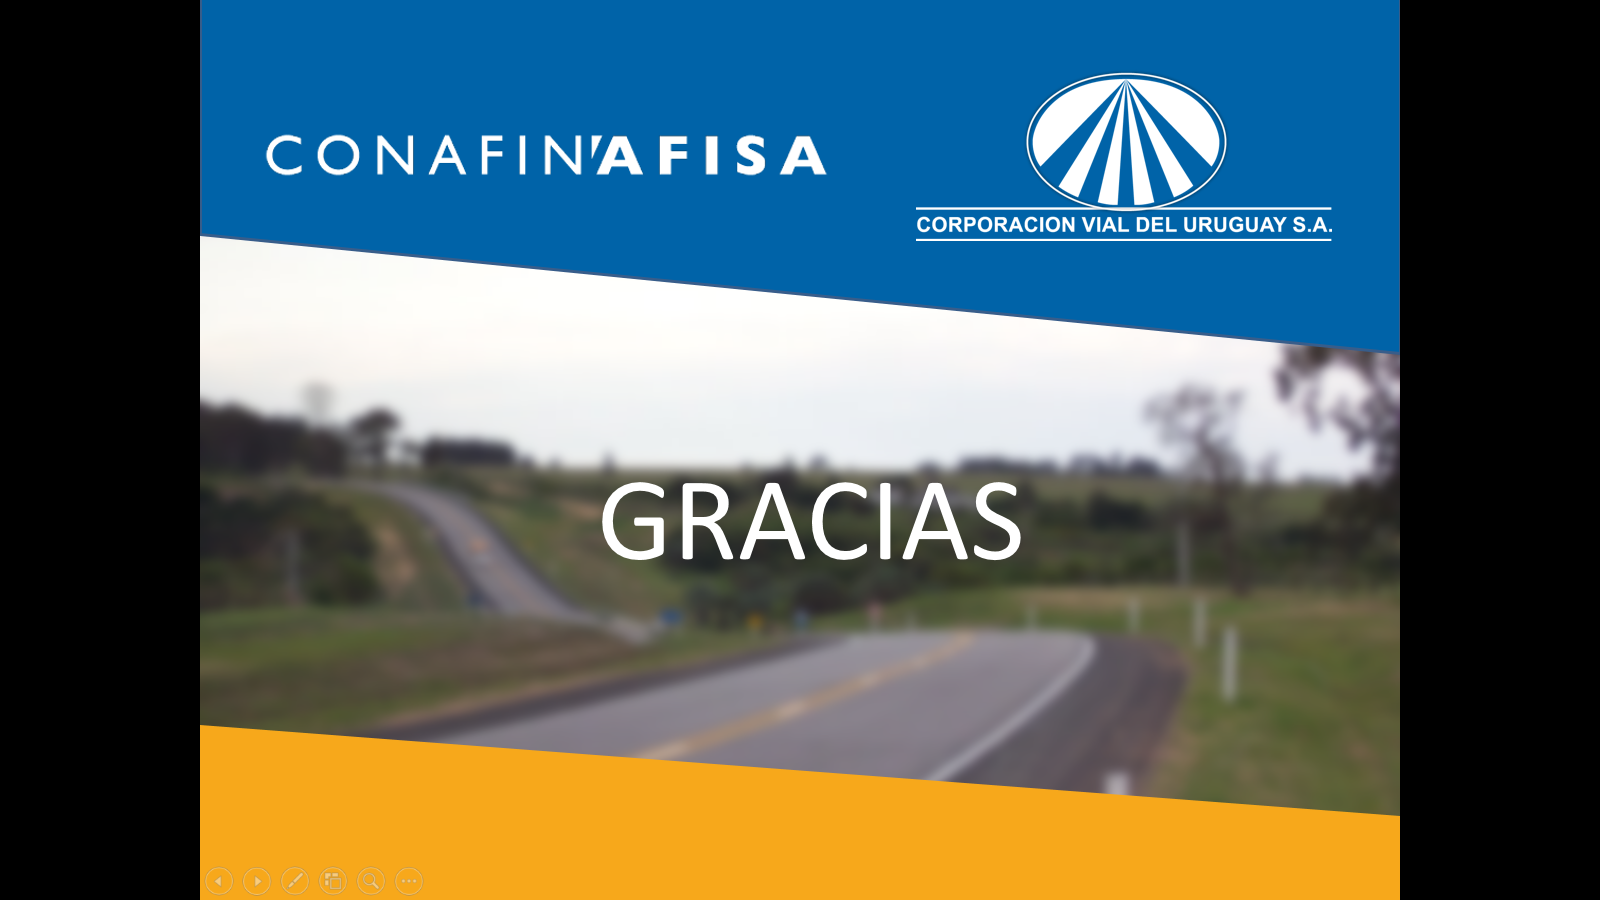 CONAFIN'AFISA
CORPORACION VIAL DEL URUGUAY S.A.
GRACIAS